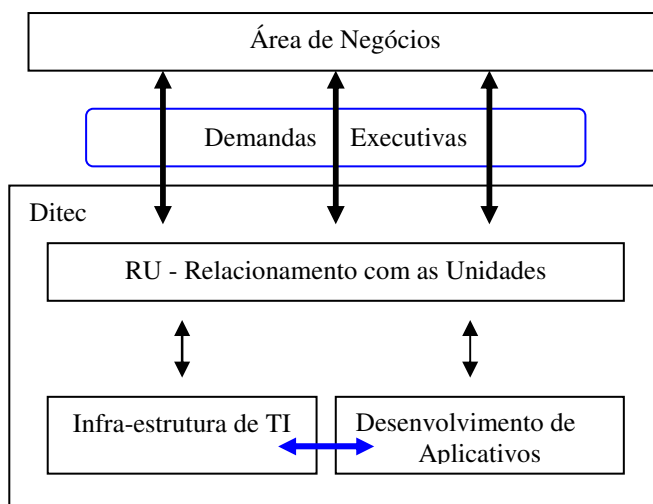 Área de Negócios
Demandas Executivas
Ditec
RU - Relacionamento com as Unidades
Infra-estrutura de TI
Desenvolvimento de
Aplicativos